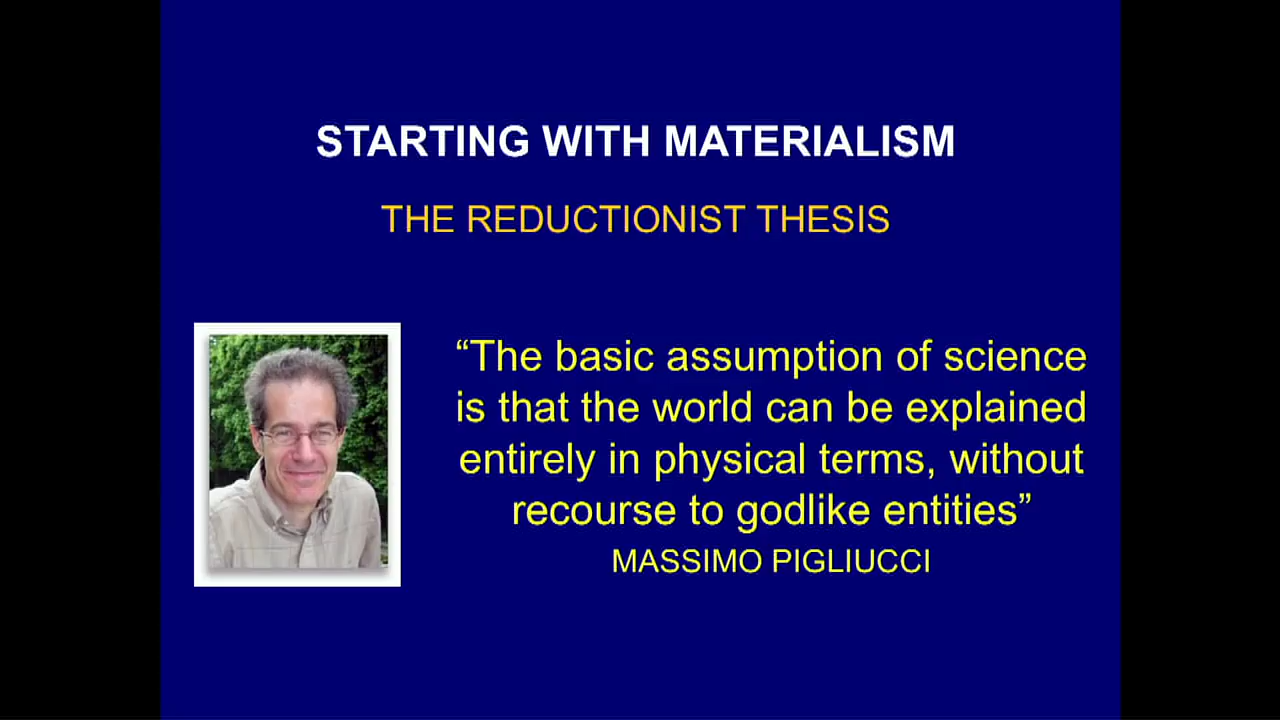 STARTING WITH MATERIALISM
THE REDUCTIONIST THESIS
“The basic assumption of science
is that the world can be explained
entirely in physical terms, without
recourse to godlike entities”
MASSIMO PIGLIUCCI